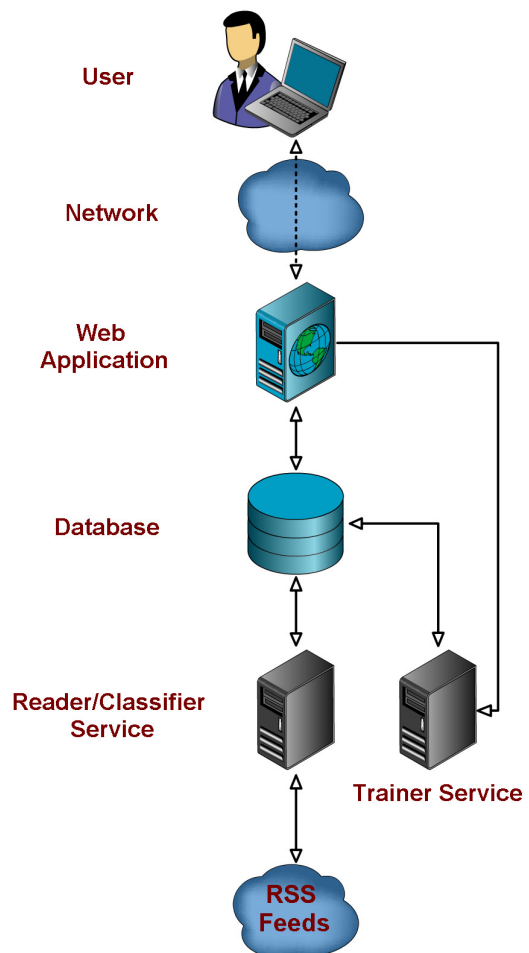 User
Network
Web
Application
Database
Reader/Classifier
Service
Trainer Service
RSS
Feeds